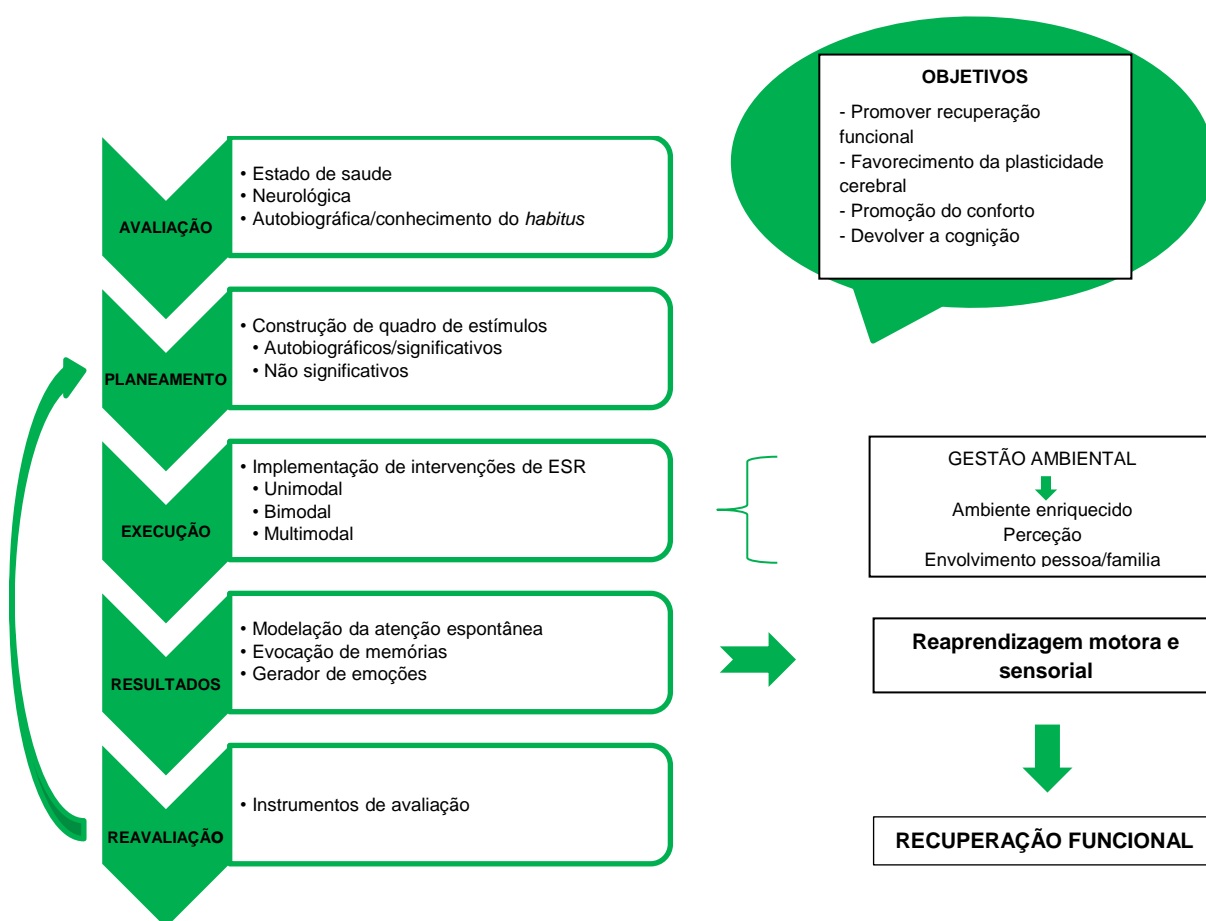 OBJETIVOS
- Promover recuperação
funcional
- Favorecimento da plasticidade
cerebral
- Promoção do conforto
- Devolver a cognição
AVALIAÇÃO
• Estado de saude
• Neurológica
• Autobiográfica/conhecimento do habitus
PLANEAMENTO
• Construção de quadro de estímulos
• Autobiográficos/significativos
• Não significativos
EXECUÇÃO
• Implementação de intervenções de ESR
• Unimodal
• Bimodal
• Multimodal
GESTÃO AMBIENTAL
Ambiente enriquecido
Perceção
Envolvimento pessoa/familia
RESULTADOS
• Modelação da atenção espontânea
• Evocação de memórias
• Gerador de emoções
Reaprendizagem motora e
sensorial
REAVALIAÇÃO
• Instrumentos de avaliação
RECUPERAÇÃO FUNCIONAL